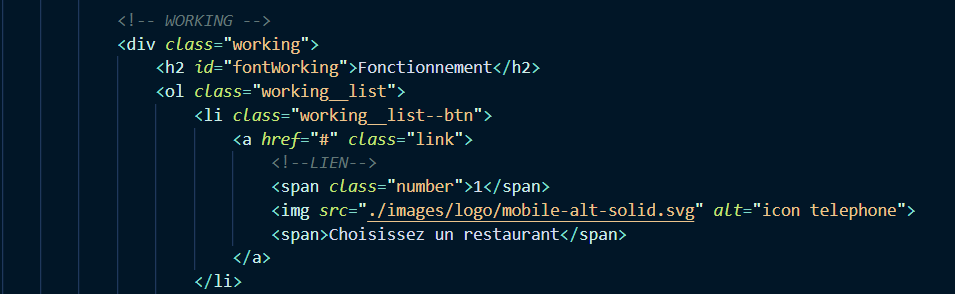 <!-- WORKING -->
<div class="working">
<h2 id="fontWorking">Fonctionnement</h2>
<ol class="working__list">
<li class="working__list--btn">
<a href="#" class="link">
<!--LIEN-->
<span class="number">1</span>
<img src="./images/logo/mobile-alt-solid.svg" alt="icon telephone">
<span>Choisissez un restaurant</span>
</a>
</li>